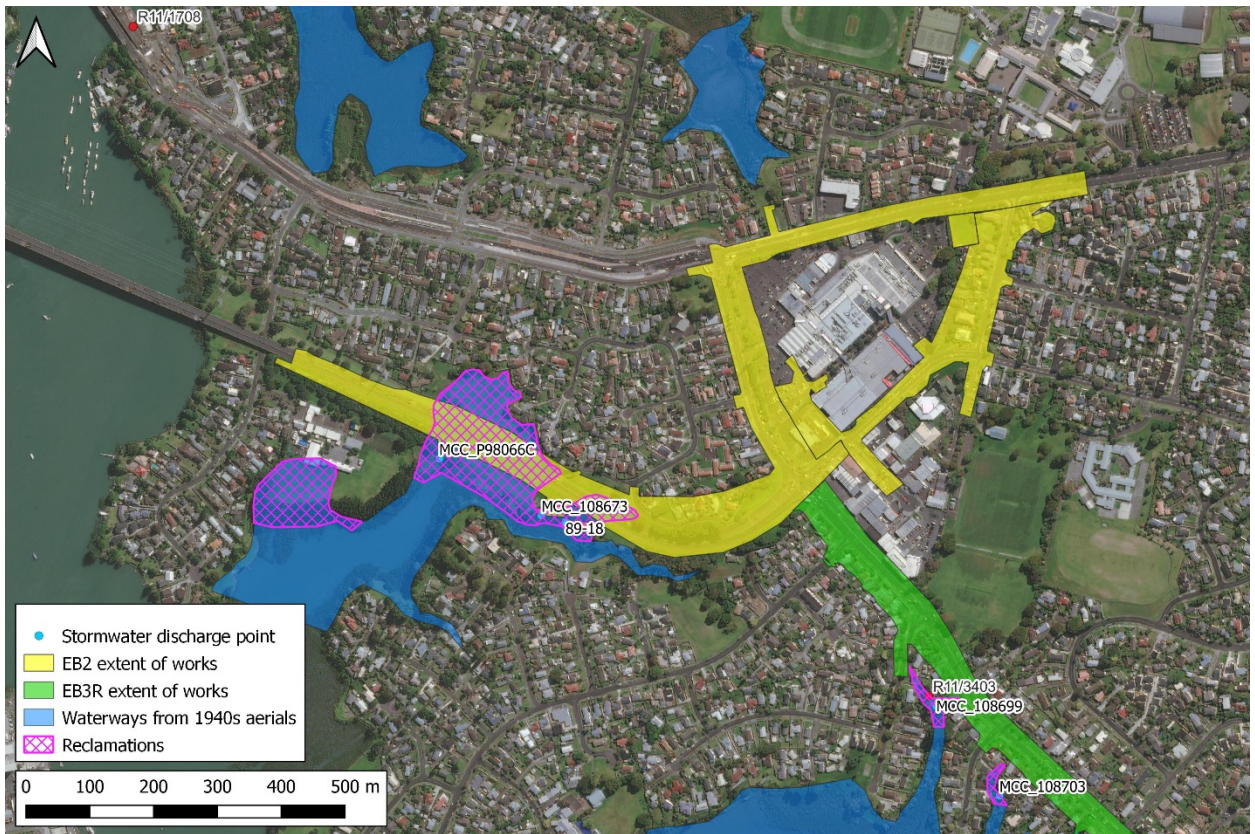 R11/1708
MCC_P98066C
MCC_108673
89-18
R11/3403
MCC_108699
MCC_108703
Stormwater discharge point
EB2 extent of works
EB3R extent of works
Waterways from 1940s aerials
Reclamations
0 100 200 300 400 500 m